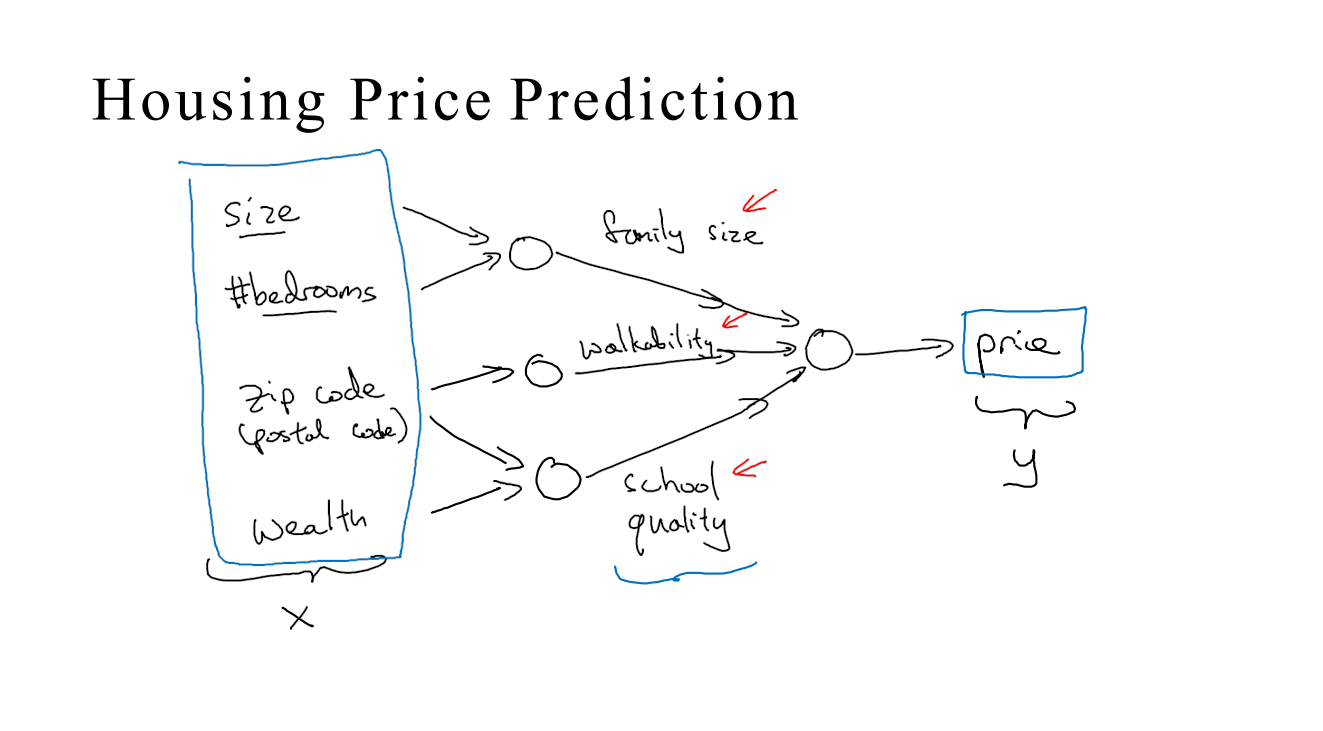 Housing Price Prediction
size
#bedrooms
zip code
(postal code)
wealth
x
family size
walkability
school
quality
price
y